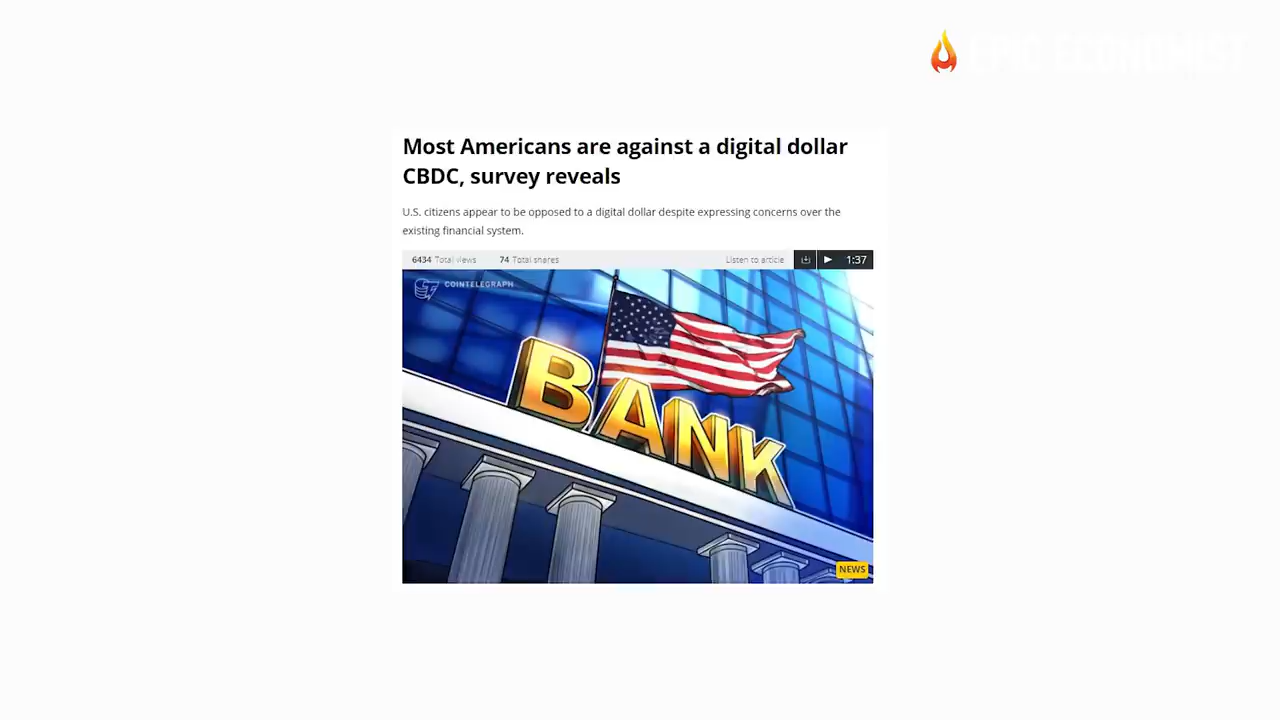 EPIC ECONOMIST
Most Americans are against a digital dollar
CBDC, survey reveals
U.S. citizens appear to be opposed to a digital dollar despite expressing concerns over the
existing financial system.
6434 Total views 74 Total shares Listen to article 1:37
COINTELEGRAPH
BANK
NEWS